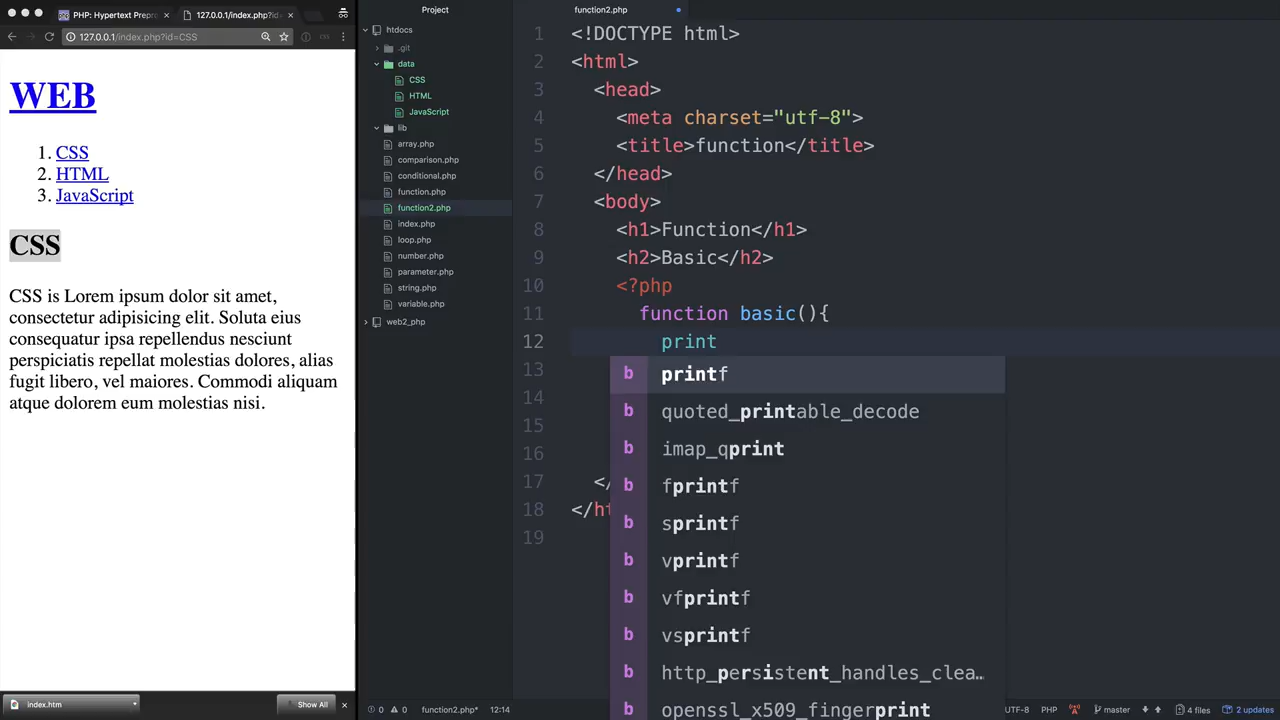 PHP: Hypertext Prepro
127.0.0.1/index.php?id=
127.0.0.1/index.php?id=CSS
CSS
WEB
1. CSS
2. HTML
3. JavaScript
CSS
CSS is Lorem ipsum dolor sit amet,
consectetur adipisicing elit. Soluta eius
consequatur ipsa repellendus nesciunt
perspiciatis repellat molestias dolores, alias
fugit libero, vel maiores. Commodi aliquam
atque dolorem eum molestias nisi.
index.htm
Show All
Project
htdocs
.git
data
CSS
HTML
JavaScript
lib
array.php
comparison.php
conditional.php
function.php
function2.php
index.php
loop.php
number.php
parameter.php
string.php
variable.php
web2_php
function2.php
1 <!DOCTYPE html>
2 <html>
3 <head>
4 <meta charset="utf-8">
5 <title>function</title>
6 </head>
7 <body>
8 <h1>Function</h1>
9 <h2>Basic</h2>
10 <?php
11 function basic(){
12 print
13
14
15
16
17 </
18 </ht
19
b printf
b quoted_printable_decode
b imap_qprint
b fprintf
b sprintf
b vprintf
b vfprintf
b vsprintf
b http_persistent_handles_clea…
b openssl_x509_fingerprint
0 0 function2.php* 12:14
UTF-8 PHP master 4 files 2 updates